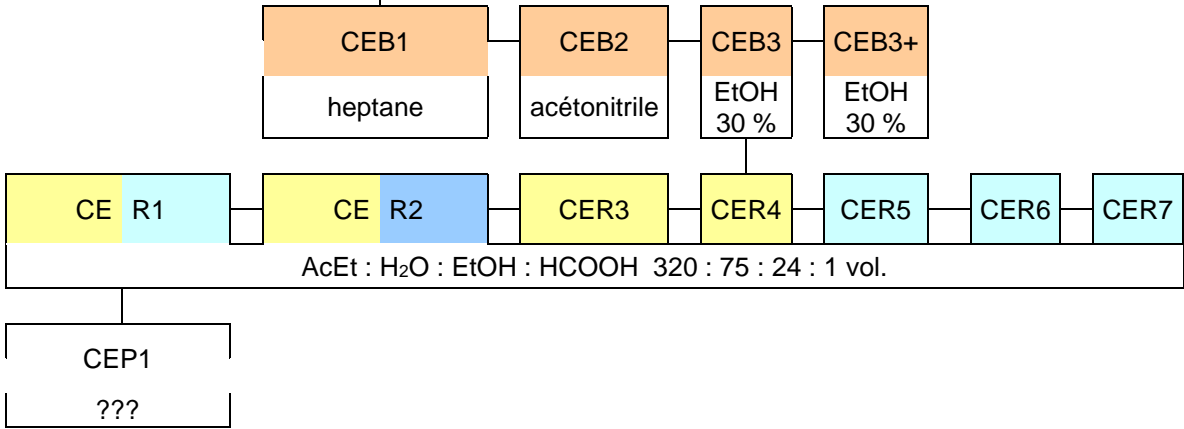 CEB1 CEB2 CEB3 CEB3+
heptane acétonitrile EtOH 30 % EtOH 30 %
CE R1 CE R2 CER3 CER4 CER5 CER6 CER7
AcEt : H₂O : EtOH : HCOOH 320 : 75 : 24 : 1 vol.
CEP1
???